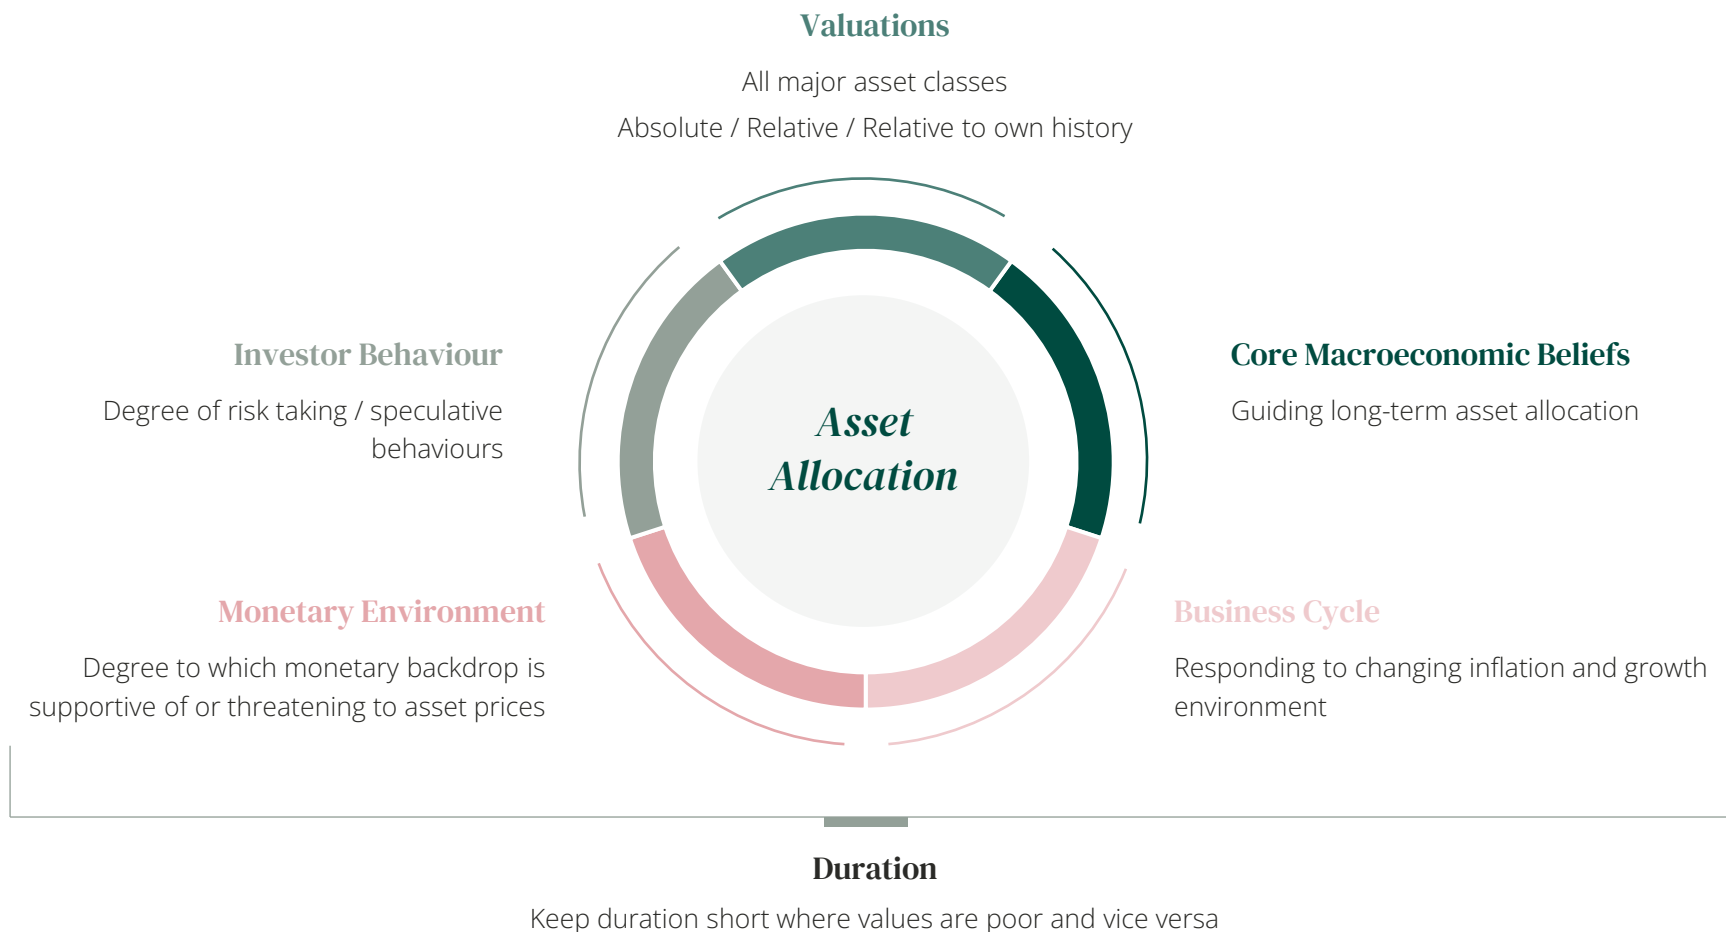 Valuations
All major asset classes
Absolute / Relative / Relative to own history
Investor Behaviour
Degree of risk taking / speculative
behaviours
Asset
Allocation
Core Macroeconomic Beliefs
Guiding long-term asset allocation
Monetary Environment
Degree to which monetary backdrop is
supportive of or threatening to asset prices
Business Cycle
Responding to changing inflation and growth
environment
Duration
Keep duration short where values are poor and vice versa